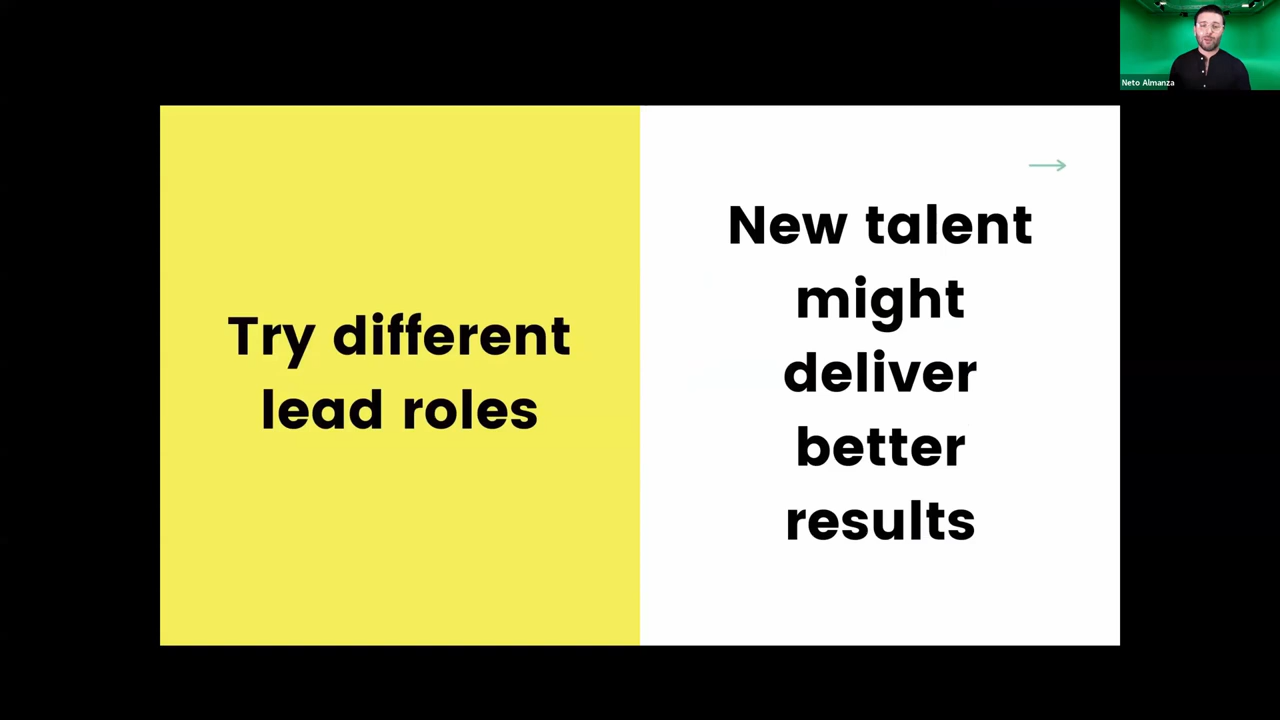 Neto Almanza
Try different
lead roles
New talent
might
deliver
better
results